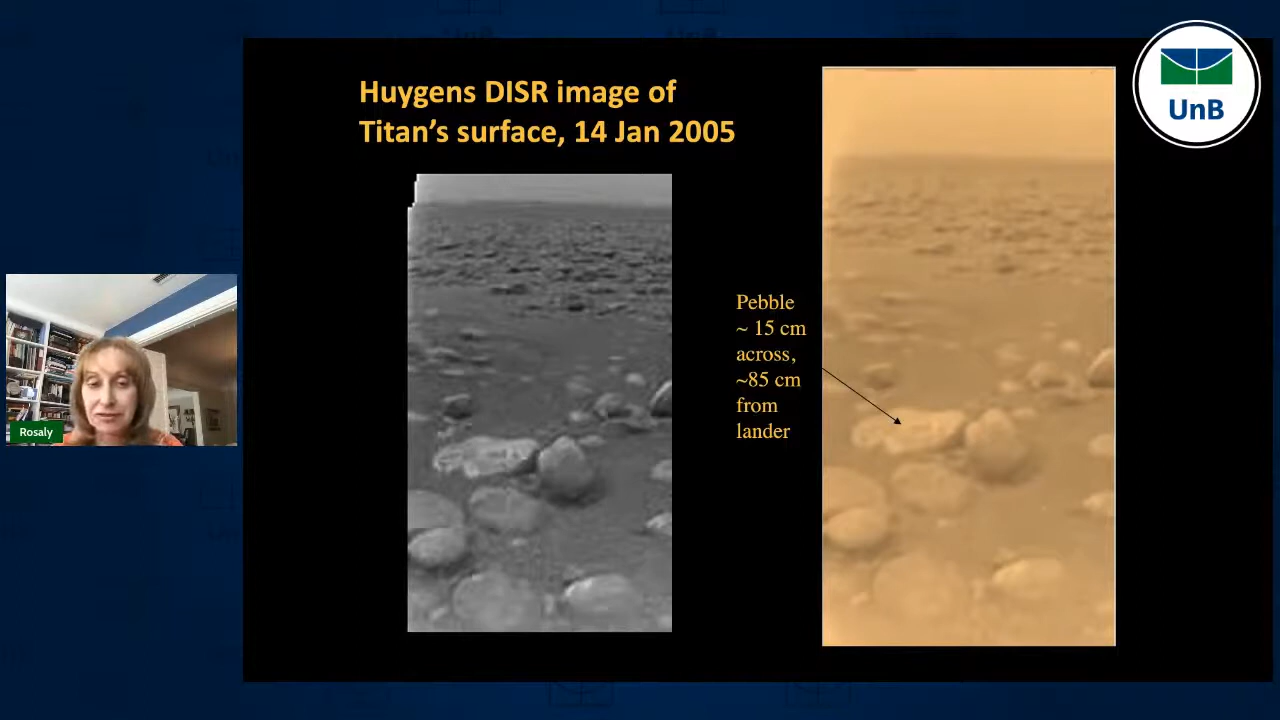 Huygens DISR image of
Titan’s surface, 14 Jan 2005
UnB
Pebble
~ 15 cm
across,
~85 cm
from
lander
Rosaly